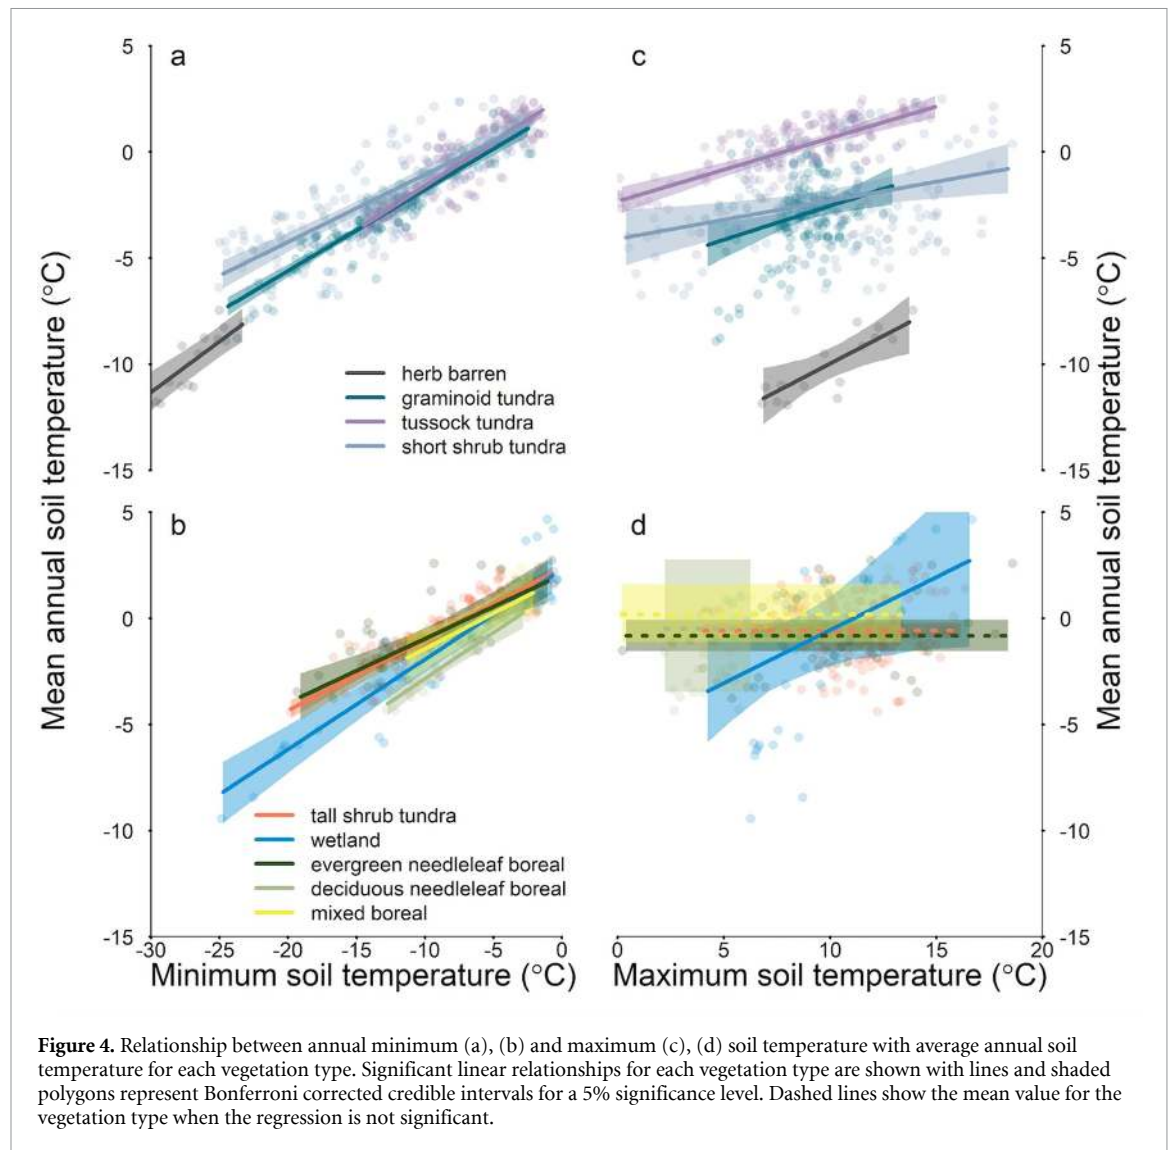 a
c
5
0
-5
-10
-15
5
0
-5
-10
-15
Mean annual soil temperature (°C)
Mean annual soil temperature (°C)
herb barren
graminoid tundra
tussock tundra
short shrub tundra
b
d
5
0
-5
-10
-15
5
0
-5
-10
-15
tall shrub tundra
wetland
evergreen needleleaf boreal
deciduous needleleaf boreal
mixed boreal
-30 -20 -10 0
0 5 10 15 20
Minimum soil temperature (°C)
Maximum soil temperature (°C)
Figure 4. Relationship between annual minimum (a), (b) and maximum (c), (d) soil temperature with average annual soil
temperature for each vegetation type. Significant linear relationships for each vegetation type are shown with lines and shaded
polygons represent Bonferroni corrected credible intervals for a 5% significance level. Dashed lines show the mean value for the
vegetation type when the regression is not significant.